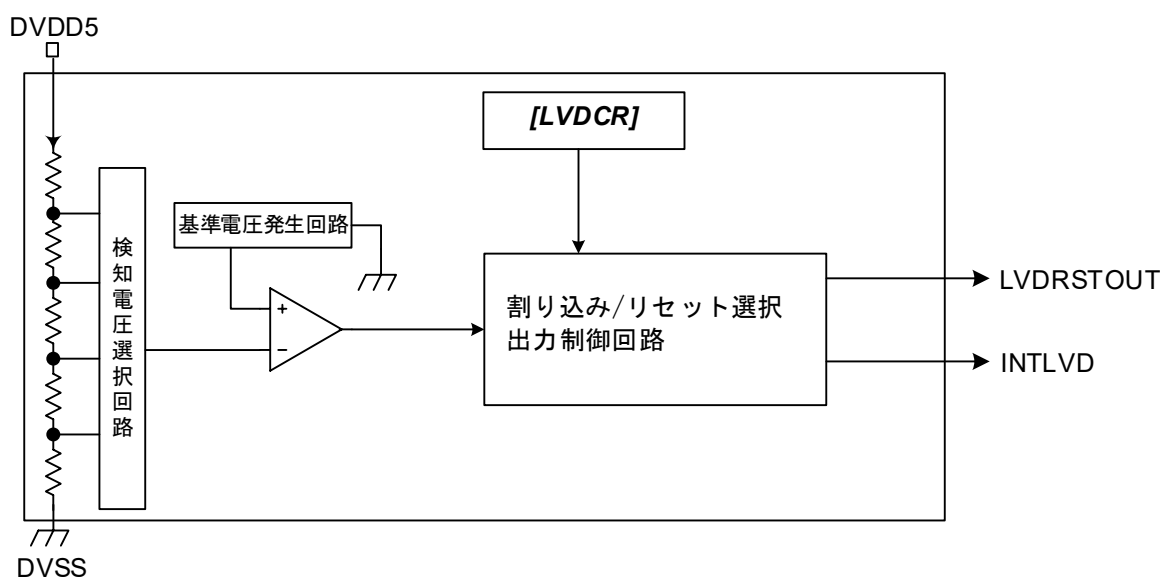 DVDD5
[LVDCR]
基準電圧発生回路
検知電圧選択回路
+
−
割り込み/リセット選択
出力制御回路
LVDRSTOUT
INTLVD
DVSS